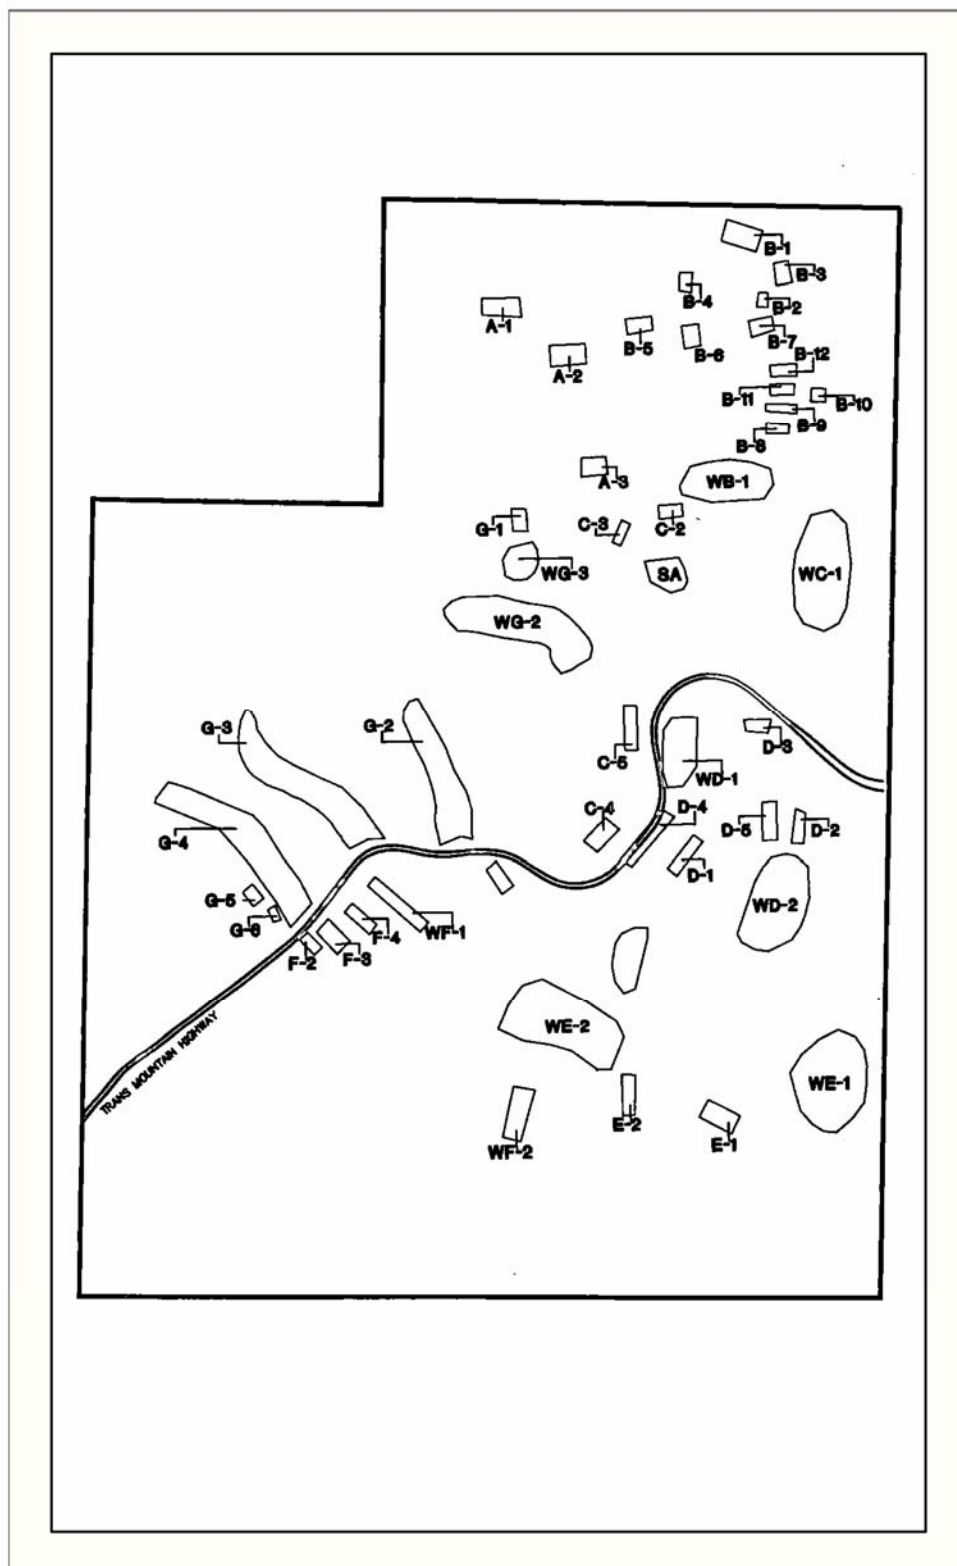 B-1
B-3
B-4
B-2
A-1
B-5
B-6
B-7
B-12
A-2
B-11
B-10
B-9
B-8
A-3
WB-1
G-1
C-3
C-2
WG-3
SA
WC-1
WG-2
G-3
G-2
C-5
D-3
WD-1
G-4
C-4
D-4
D-5
D-2
D-1
G-5
WD-2
G-6
F-4
WF-1
F-2
F-3
TRANS MOUNTAIN HIGHWAY
WE-2
WE-1
E-2
E-1
WF-2